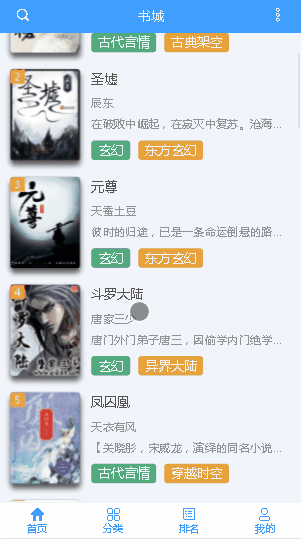 书城
古代言情 古典架空
2
圣墟
辰东
在破败中崛起，在寂灭中复苏。沧海...
玄幻 东方玄幻
3
元尊
元尊
天蚕土豆
彼时的归途，已是一条命运倒悬的路...
玄幻 东方玄幻
4
斗罗大陆
唐家三少
唐门外门弟子唐三，因偷学内门绝学...
玄幻 异界大陆
5
凤囚凰
天衣有风
【关晓彤，宋威龙，演绎的同名小说...
古代言情 穿越时空
首页 分类 排名 我的